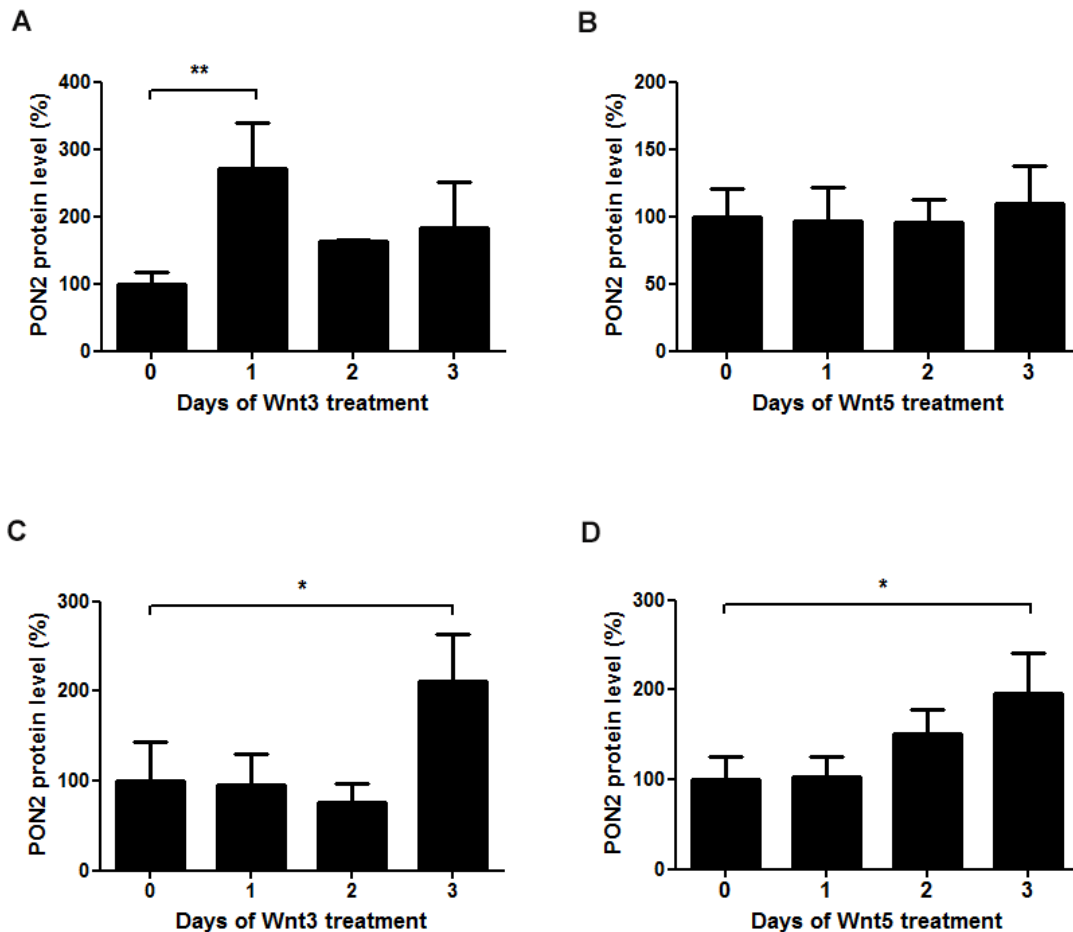 A
**
PON2 protein level (%)
400
300
200
100
0
0 1 2 3
Days of Wnt3 treatment
B
PON2 protein level (%)
200
150
100
50
0
0 1 2 3
Days of Wnt5 treatment
C
*
PON2 protein level (%)
300
200
100
0
0 1 2 3
Days of Wnt3 treatment
D
*
PON2 protein level (%)
300
200
100
0
0 1 2 3
Days of Wnt5 treatment